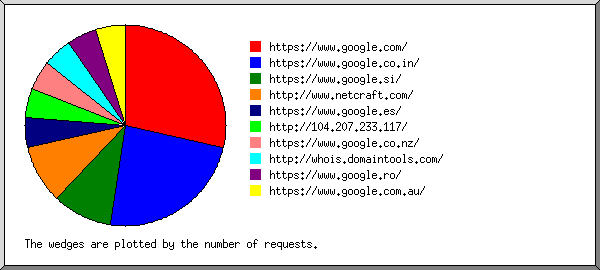 https://www.google.com/
https://www.google.co.in/
https://www.google.si/
http://www.netcraft.com/
https://www.google.es/
http://104.207.233.117/
https://www.google.co.nz/
http://whois.domaintools.com/
https://www.google.ro/
https://www.google.com.au/
The wedges are plotted by the number of requests.